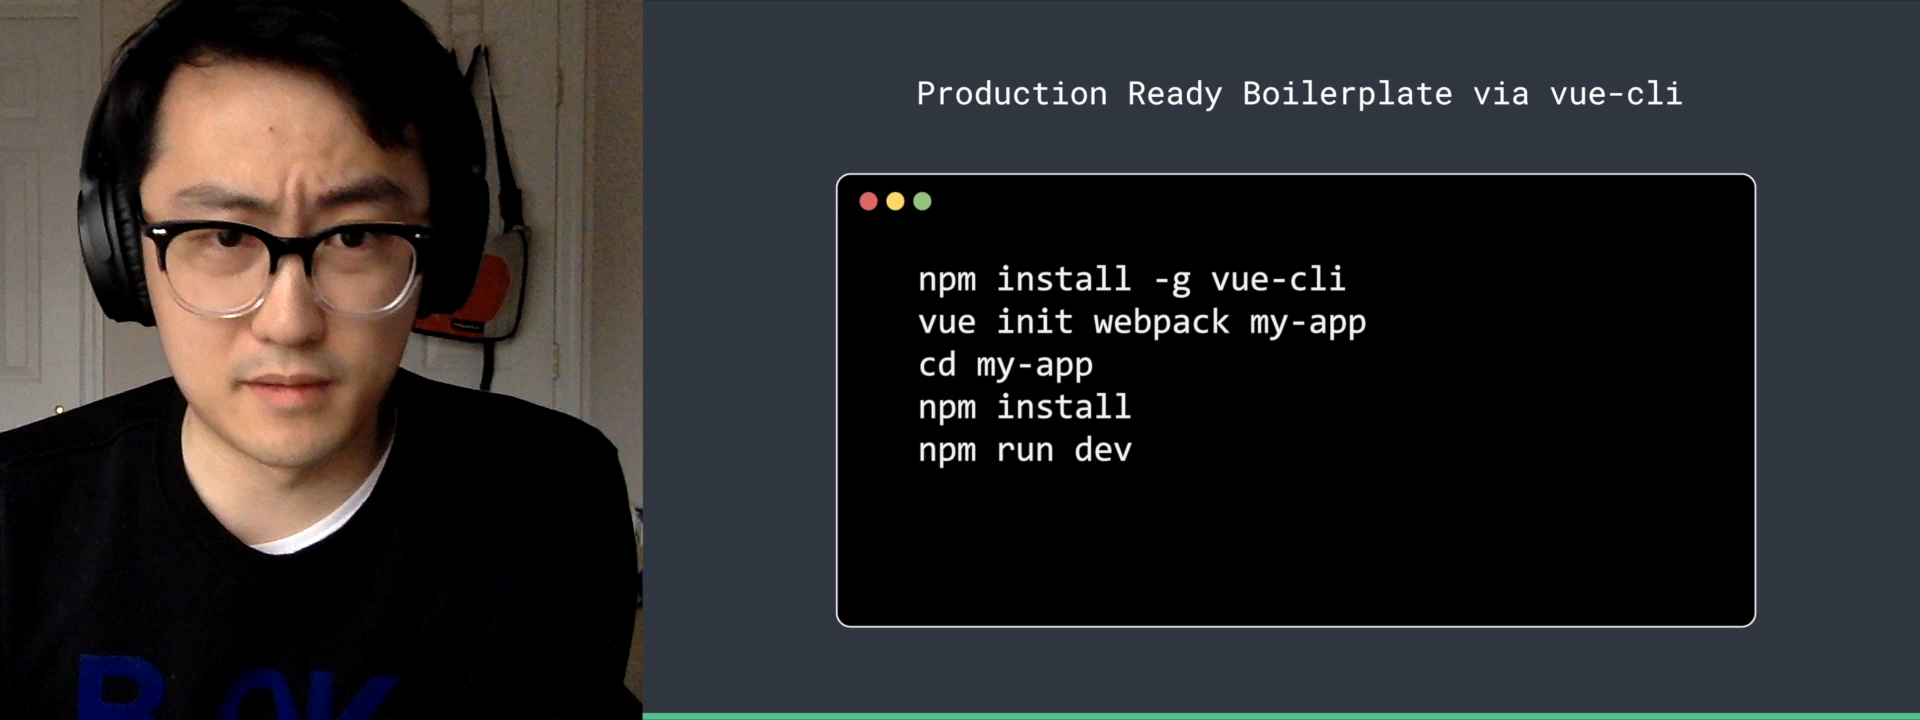 Production Ready Boilerplate via vue-cli
npm install -g vue-cli
vue init webpack my-app
cd my-app
npm install
npm run dev